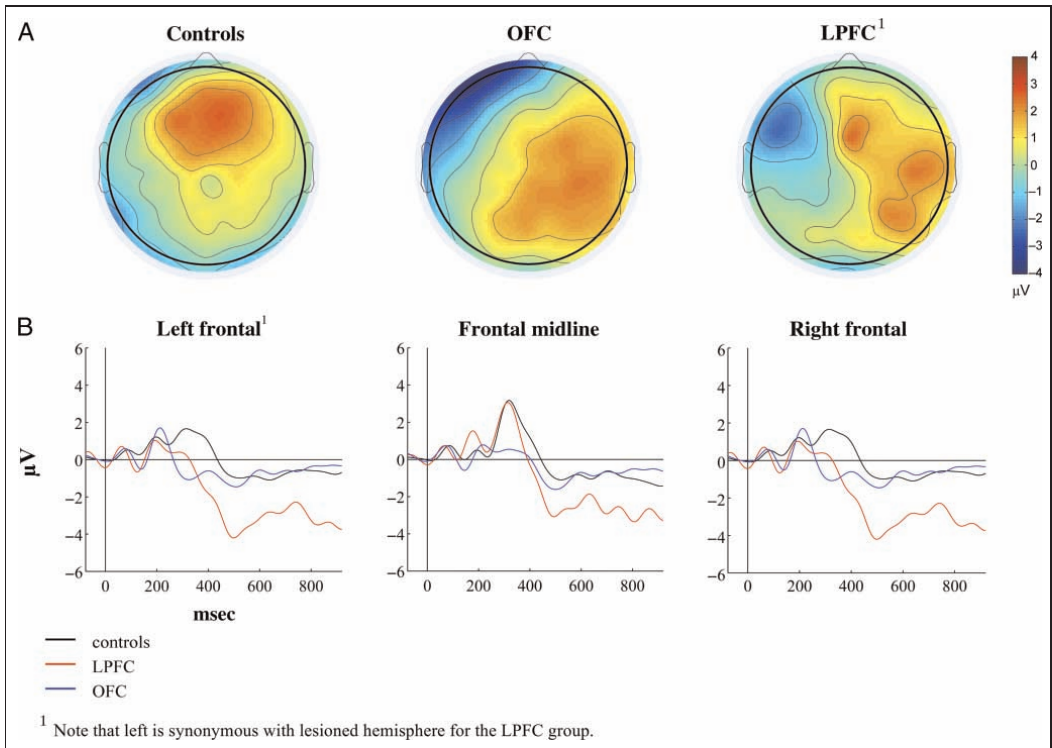 A
Controls
OFC
LPFC1
4
3
2
1
0
−1
−2
−3
−4
μV
B
Left frontal1
Frontal midline
Right frontal
μV
6
4
2
0
−2
−4
−6
0 200 400 600 800
6
4
2
0
−2
−4
−6
0 200 400 600 800
6
4
2
0
−2
−4
−6
0 200 400 600 800
msec
controls
LPFC
OFC
1 Note that left is synonymous with lesioned hemisphere for the LPFC group.